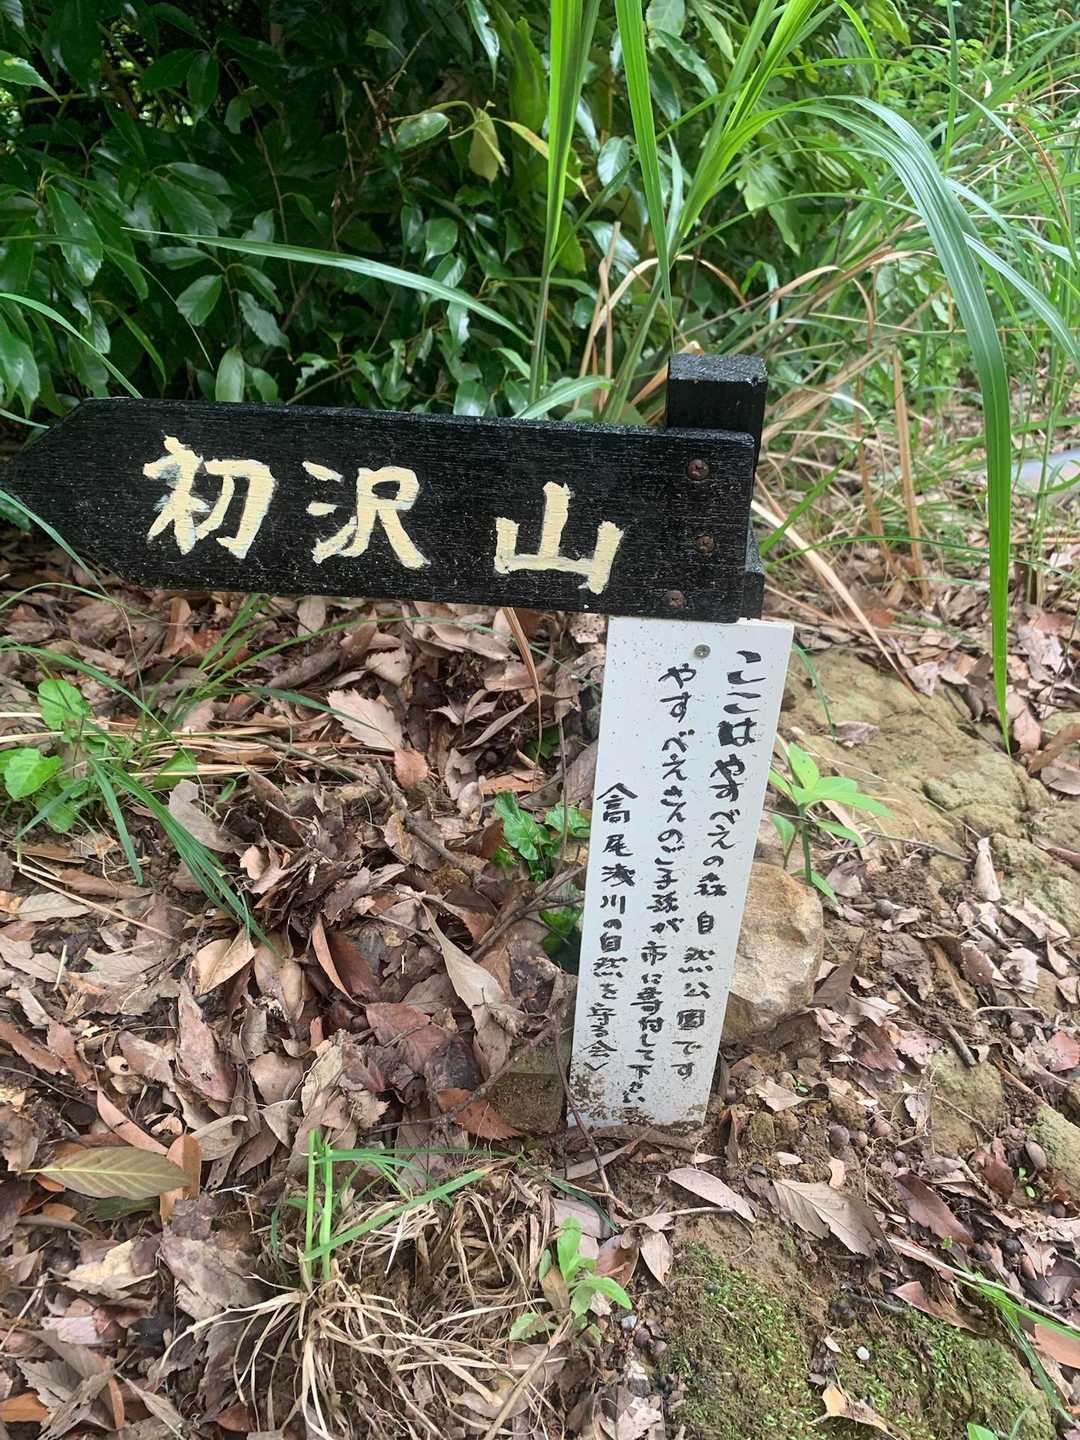 初沢山
ここはやすべえの森自然公園です
やすべえさんのご子孫が市に寄付して下さい
〈高尾浅川の自然を守る会〉